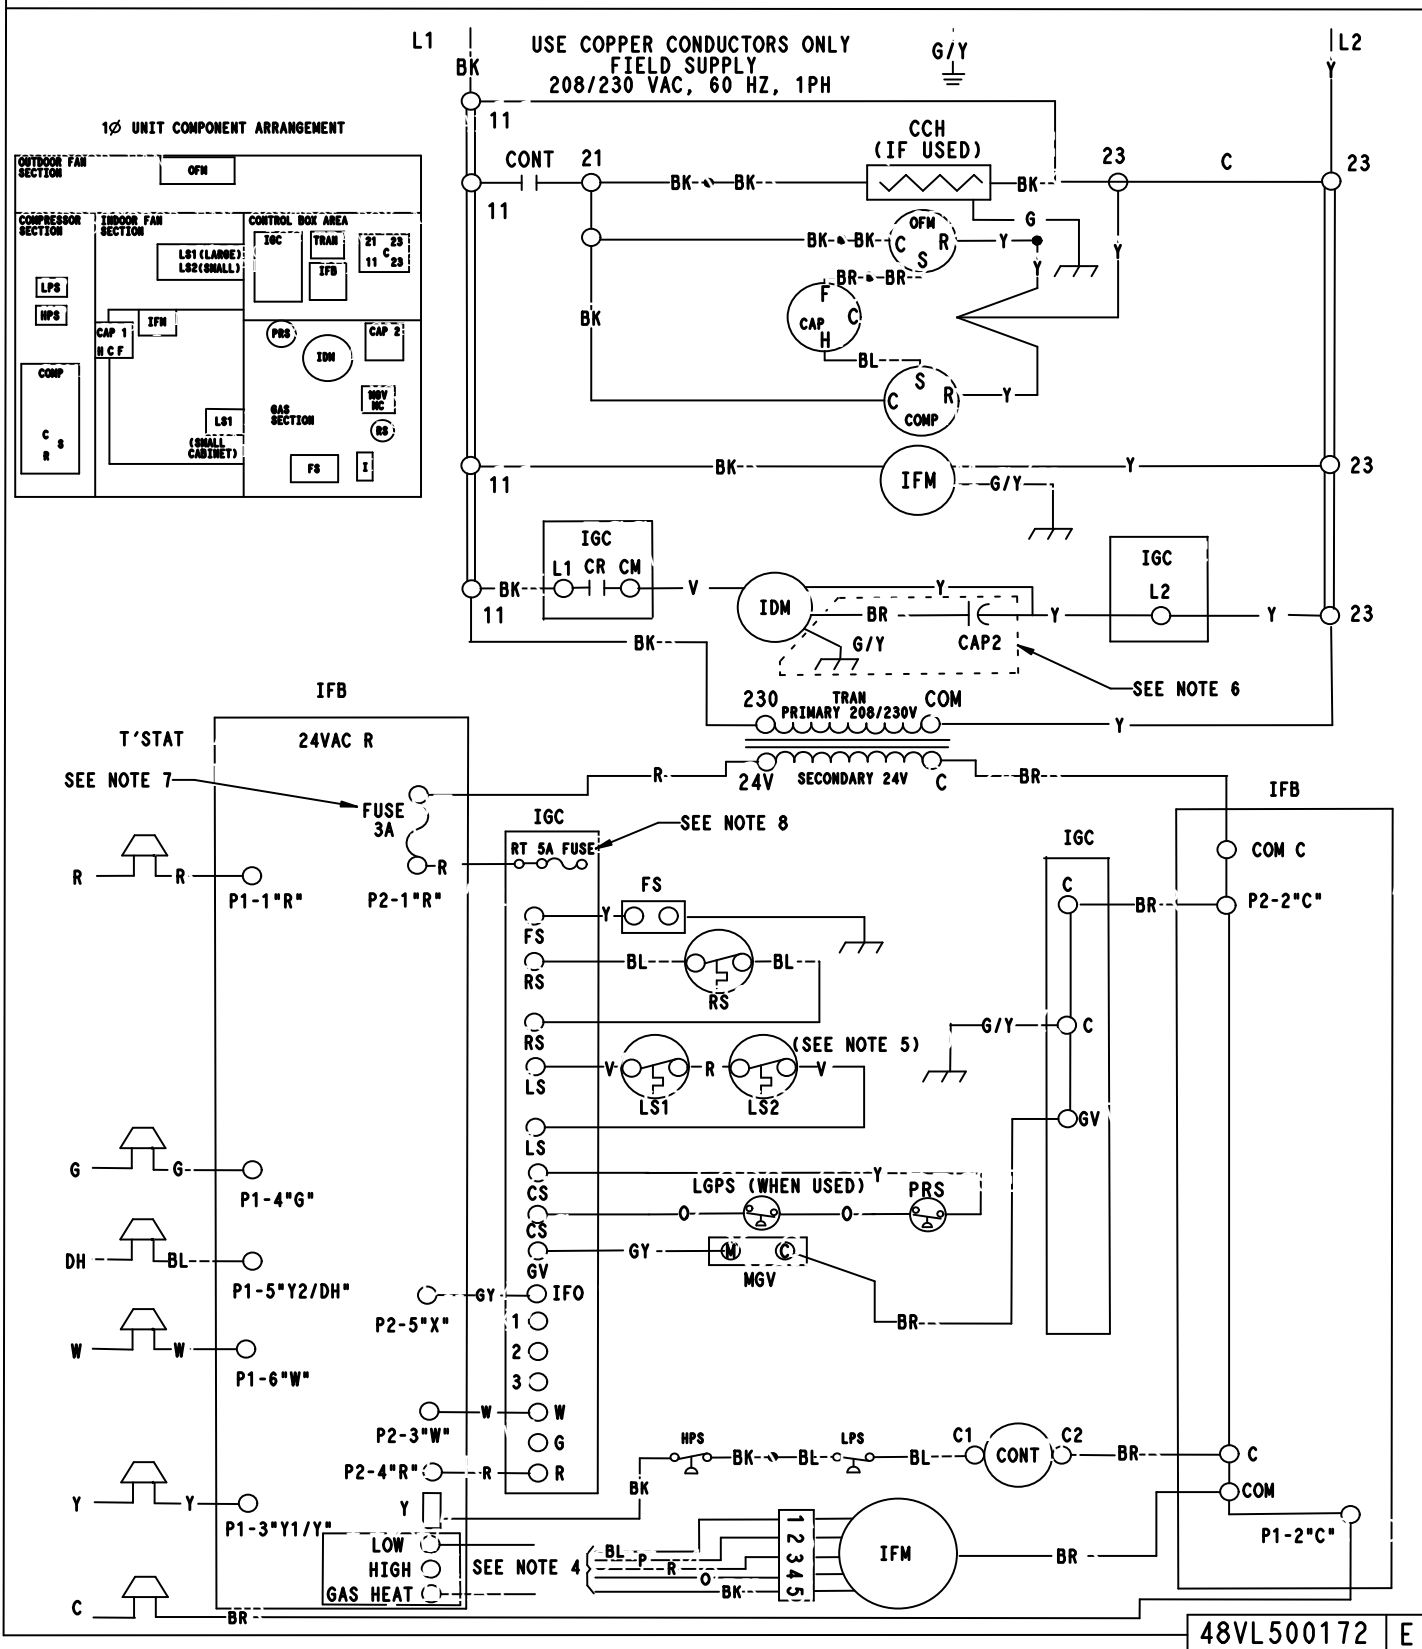 L1
BK
USE COPPER CONDUCTORS ONLY
FIELD SUPPLY
208/230 VAC, 60 HZ, 1PH
G/Y
L2
Y
1Ø UNIT COMPONENT ARRANGEMENT
OUTDOOR FAN
SECTION
OFM
COMPRESSOR
SECTION
INDOOR FAN
SECTION
CONTROL BOX AREA
LS1(LARGE)
LS2(SMALL)
IGC
TRAN
IFB
21 23
C
11 23
LPS
HPS
CAP 1
H C F
IFM
PRS
IDM
CAP 2
COMP
C
S
R
LS1
(SMALL
CABINET)
GAS
SECTION
MGV
MC
RS
FS
I
11
CONT
21
BK
BK
CCH
(IF USED)
BK
23
C
23
11
G
BK
BK
C
OFM
R
S
Y
Y
Y
BR
BR
F
CAP
C
H
BK
BL
S
C
R
COMP
Y
11
BK
IFM
Y
G/Y
23
BK
11
IGC
L1 CR CM
V
IDM
Y
BR
CAP2
G/Y
Y
IGC
L2
Y
23
BK
SEE NOTE 6
IFB
230
TRAN
PRIMARY 208/230V
COM
Y
T'STAT
24VAC R
SEE NOTE 7
R
24V
SECONDARY 24V
C
BR
IFB
FUSE
3A
IGC
SEE NOTE 8
RT 5A FUSE
IGC
COM C
R
R
P1-1"R"
R
P2-1"R"
FS
C
BR
P2-2"C"
FS
Y
RS
BL
BL
RS
RS
G/Y
C
(SEE NOTE 5)
LS
V
R
V
LS1
LS2
LS
GV
G
G
P1-4"G"
CS
Y
LGPS (WHEN USED)
PRS
CS
O
O
GV
GY
M
C
MGV
DH
BL
P1-5"Y2/DH"
GY
IFO
P2-5"X"
BR
1
2
3
W
W
P1-6"W"
W
W
P2-3"W"
G
P2-4"R"
R
R
HPS
BK
BL
LPS
BL
C1
CONT
C2
BR
C
BK
Y
Y
P1-3"Y1/Y"
Y
COM
P1-2"C"
LOW
HIGH
GAS HEAT
SEE NOTE 4
BL
P
R
O
BK
1
2
3
4
5
IFM
BR
C
BR
48VL500172
E